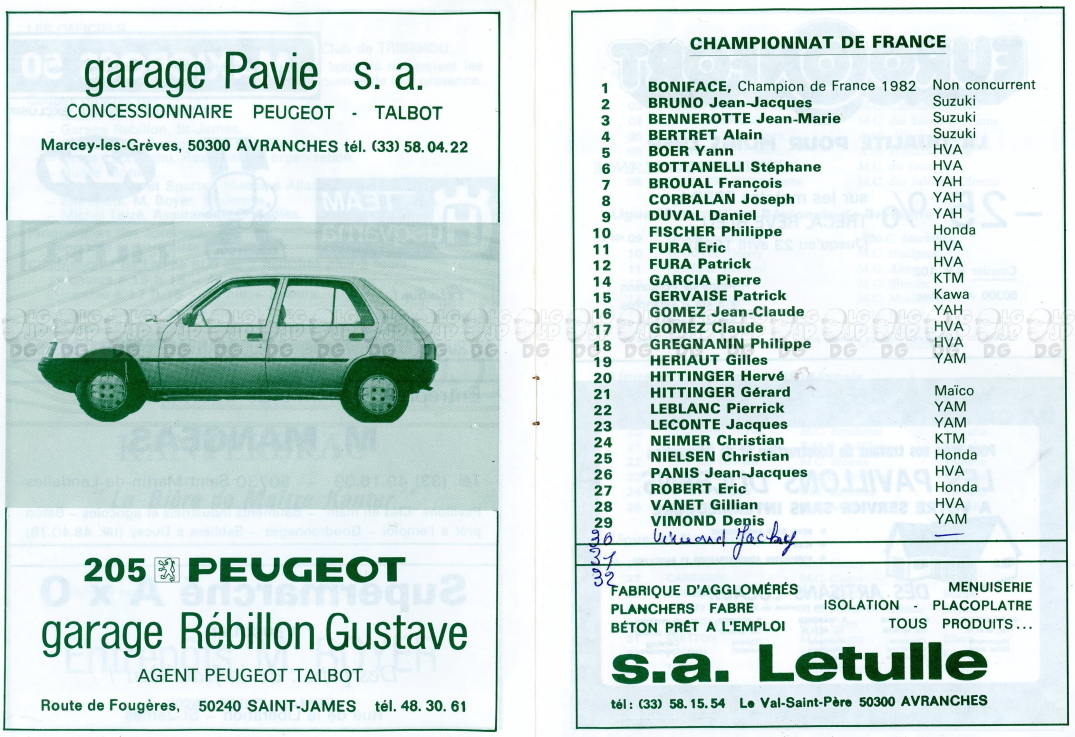 garage Pavie s. a.
CONCESSIONNAIRE PEUGEOT - TALBOT
Marcey-les-Grèves, 50300 AVRANCHES tél. (33) 58.04.22
205 PEUGEOT
garage Rébillon Gustave
AGENT PEUGEOT TALBOT
Route de Fougères, 50240 SAINT-JAMES tél. 48. 30. 61
CHAMPIONNAT DE FRANCE
1 BONIFACE, Champion de France 1982 Non concurrent
2 BRUNO Jean-Jacques Suzuki
3 BENNEROTTE Jean-Marie Suzuki
4 BERTRET Alain Suzuki
5 BOER Yann HVA
6 BOTTANELLI Stéphane HVA
7 BROUAL François YAH
8 CORBALAN Joseph YAH
9 DUVAL Daniel YAH
10 FISCHER Philippe Honda
11 FURA Eric HVA
12 FURA Patrick HVA
14 GARCIA Pierre KTM
15 GERVAISE Patrick Kawa
16 GOMEZ Jean-Claude YAH
17 GOMEZ Claude HVA
18 GREGNANIN Philippe HVA
19 HERIAUT Gilles YAM
20 HITTINGER Hervé
21 HITTINGER Gérard Maïco
22 LEBLANC Pierrick YAM
23 LECONTE Jacques YAM
24 NEIMER Christian KTM
25 NIELSEN Christian Honda
26 PANIS Jean-Jacques HVA
27 ROBERT Eric Honda
28 VANET Gillian HVA
29 VIMOND Denis YAM
30 Vimond Jacky —
31
32
FABRIQUE D'AGGLOMÉRÉS MENUISERIE
PLANCHERS FABRE ISOLATION - PLACOPLATRE
BÉTON PRÊT A L'EMPLOI TOUS PRODUITS...
s.a. Letulle
tél: (33) 58.15.54 Le Val-Saint-Père 50300 AVRANCHES